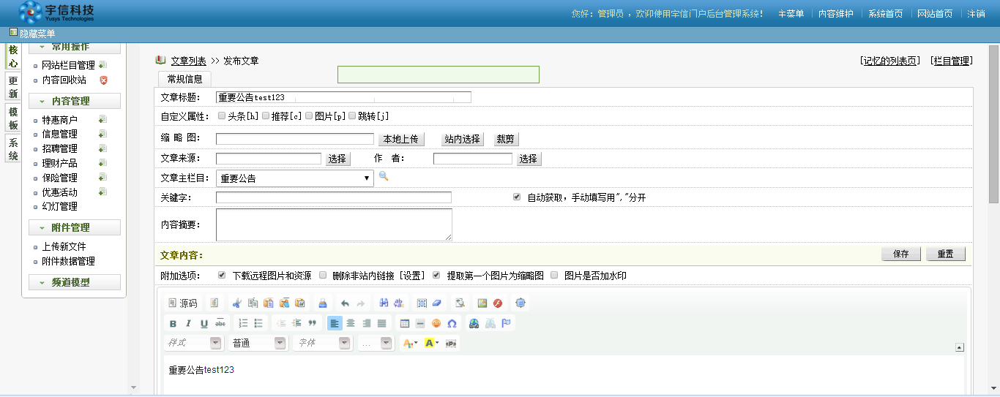 宇信科技
Yusys Technologies
您好：管理员 ，欢迎使用宇信门户后台管理系统！ 主菜单 内容维护 系统首页 网站首页 注销
隐藏菜单
核心
更新
模板
系统
常用操作
网站栏目管理
内容回收站
内容管理
特惠商户
信息管理
招聘管理
理财产品
保险管理
优惠活动
幻灯管理
附件管理
上传新文件
附件数据管理
频道模型
文章列表 >> 发布文章 [记忆的列表页] [栏目管理]
常规信息
文章标题： 重要公告test123
自定义属性： 头条[h] 推荐[c] 图片[p] 跳转[j]
缩 略 图： 本地上传 站内选择 裁剪
文章来源： 选择 作 者： 选择
文章主栏目： 重要公告
关键字： 自动获取，手动填写用","分开
内容摘要：
文章内容： 保存 重置
附加选项： 下载远程图片和资源 删除非站内链接 [设置] 提取第一个图片为缩略图 图片是否加水印
源码
B I U abc
样式 普通 字体 ...
重要公告test123